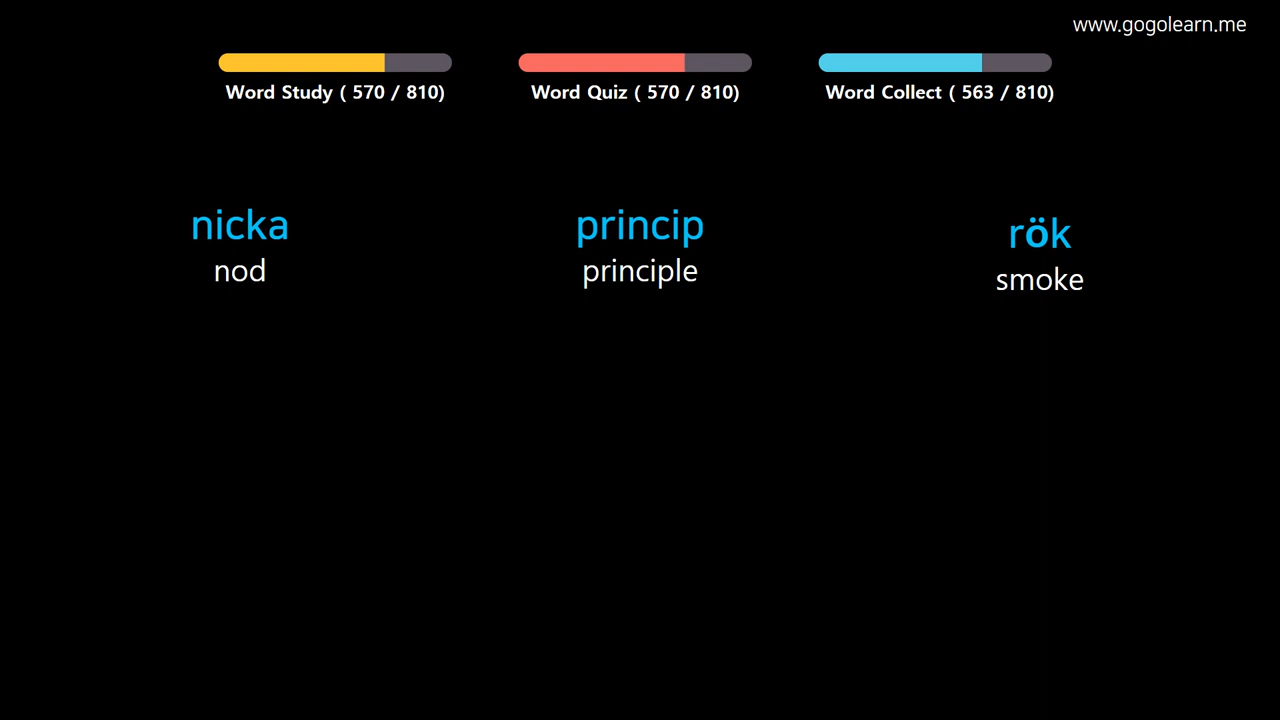 www.gogolearn.me
Word Study ( 570 / 810)
Word Quiz ( 570 / 810)
Word Collect ( 563 / 810)
nicka
nod
princip
principle
rök
smoke